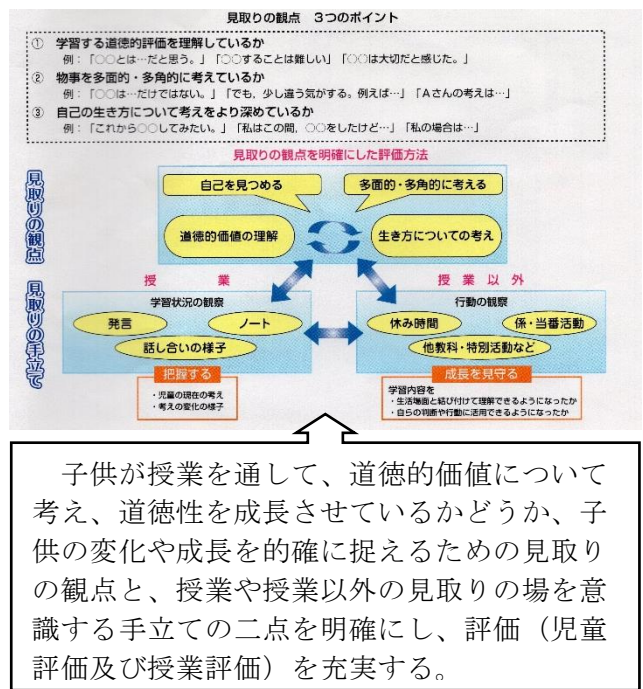 見取りの観点 3つのポイント
① 学習する道徳的評価を理解しているか
例：「○○とは…だと思う。」「○○することは難しい」「○○は大切だと感じた。」
② 物事を多面的・多角的に考えているか
例：「○○は…だけではない。」「でも，少し違う気がする。例えば…」「Aさんの考えは…」
③ 自己の生き方について考えをより深めているか
例：「これから○○してみたい。」「私はこの間，○○をしたけど…」「私の場合は…」
見取りの観点を明確にした評価方法
見取りの観点
自己を見つめる
多面的・多角的に考える
道徳的価値の理解
生き方についての考え
見取りの手立て
授業
学習状況の観察
発言
ノート
話し合いの様子
把握する
・児童の現在の考え
・考えの変化の様子
授業以外
行動の観察
休み時間
係・当番活動
他教科・特別活動など
成長を見守る
学習内容を
・生活場面と結び付けて理解できるようになったか
・自らの判断や行動に活用できるようになったか
子供が授業を通して、道徳的価値について
考え、道徳性を成長させているかどうか、子
供の変化や成長を的確に捉えるための見取り
の観点と、授業や授業以外の見取りの場を意
識する手立ての二点を明確にし、評価（児童
評価及び授業評価）を充実する。